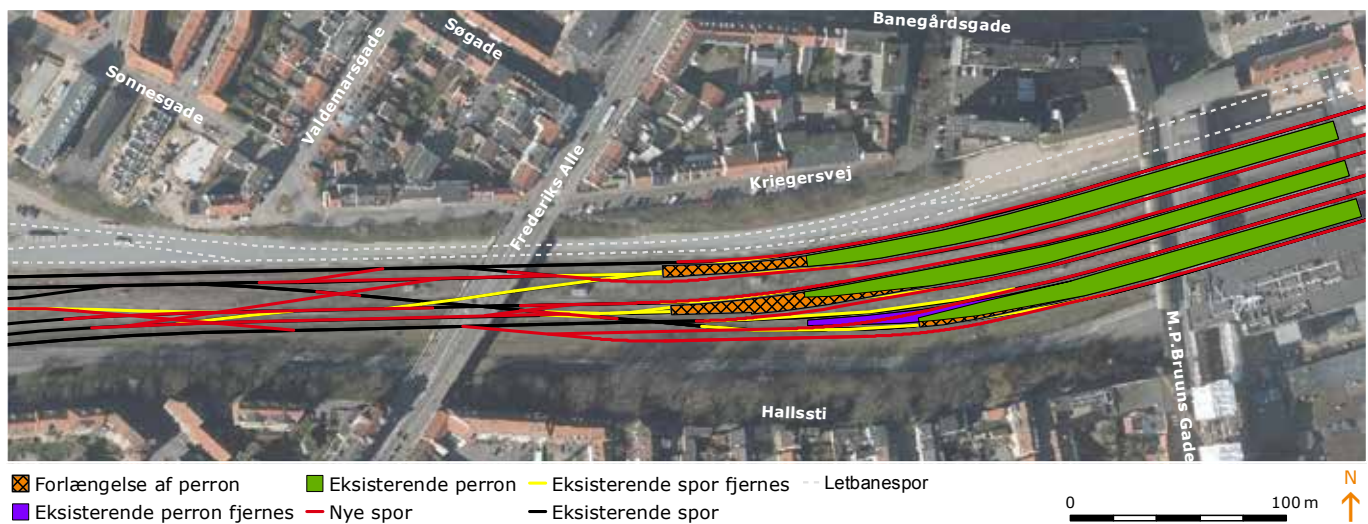 Banegårdsgade
Søgade
Sonnesgade
Valdemarsgade
Frederiks Alle
Kriegersvej
M.P.Bruuns Gade
Hallssti
Forlængelse af perron
Eksisterende perron
Eksisterende spor fjernes
Letbanespor
Eksisterende perron fjernes
Nye spor
Eksisterende spor
0
100 m
N